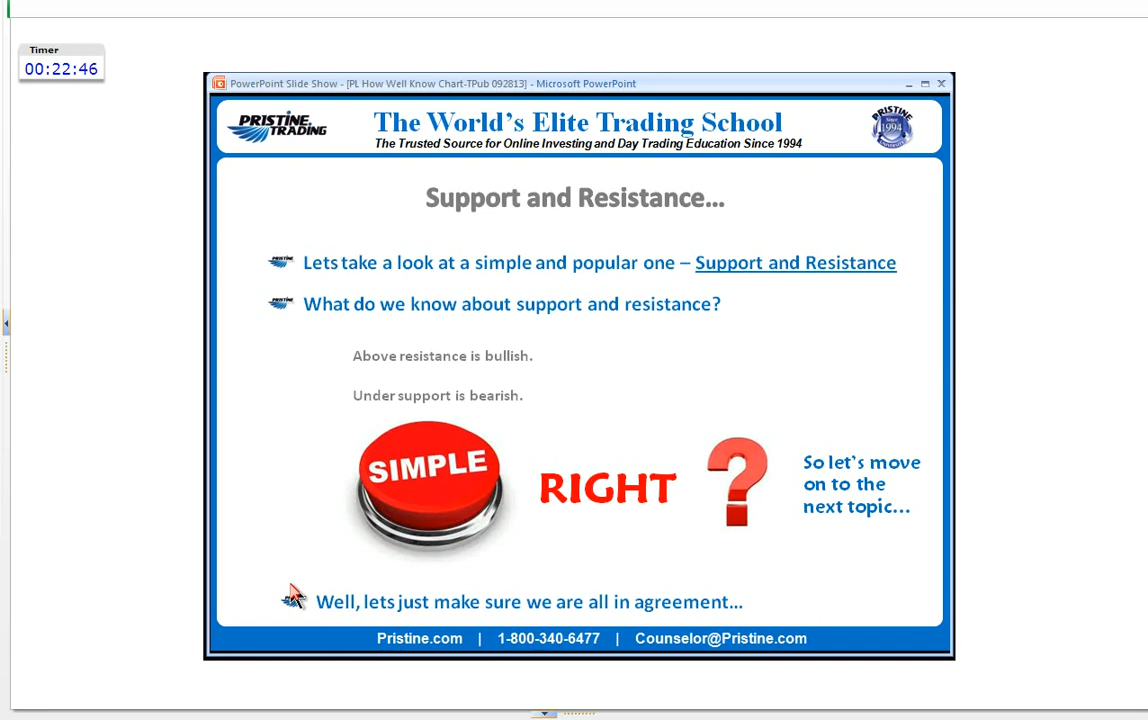 Timer
00:22:46
PowerPoint Slide Show - [PL How Well Know Chart-TPub 092813] - Microsoft PowerPoint
PRISTINE TRADING
The World's Elite Trading School
The Trusted Source for Online Investing and Day Trading Education Since 1994
PRISTINE
Since
1994
Support and Resistance...
Lets take a look at a simple and popular one – Support and Resistance
What do we know about support and resistance?
Above resistance is bullish.
Under support is bearish.
SIMPLE
RIGHT
?
So let's move
on to the
next topic...
Well, lets just make sure we are all in agreement...
Pristine.com | 1-800-340-6477 | Counselor@Pristine.com